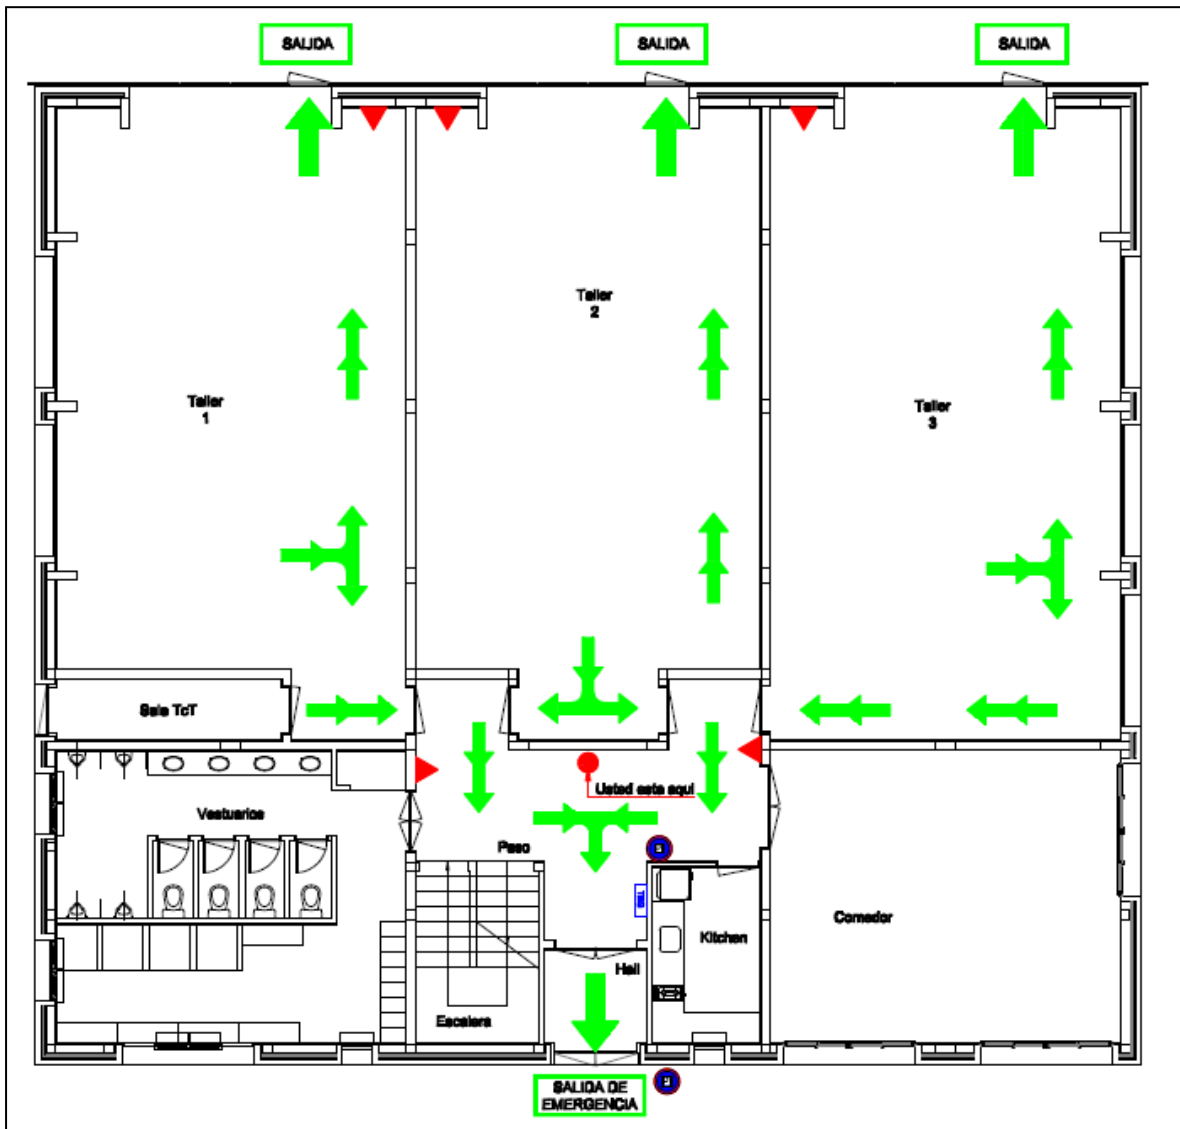 SALIDA
SALIDA
SALIDA
Taller
2
Taller
1
Taller
3
Sala TcT
Usted esta aqui
Vestuarios
Paso
Comedor
Kitchen
Hall
Escalera
SALIDA DE
EMERGENCIA